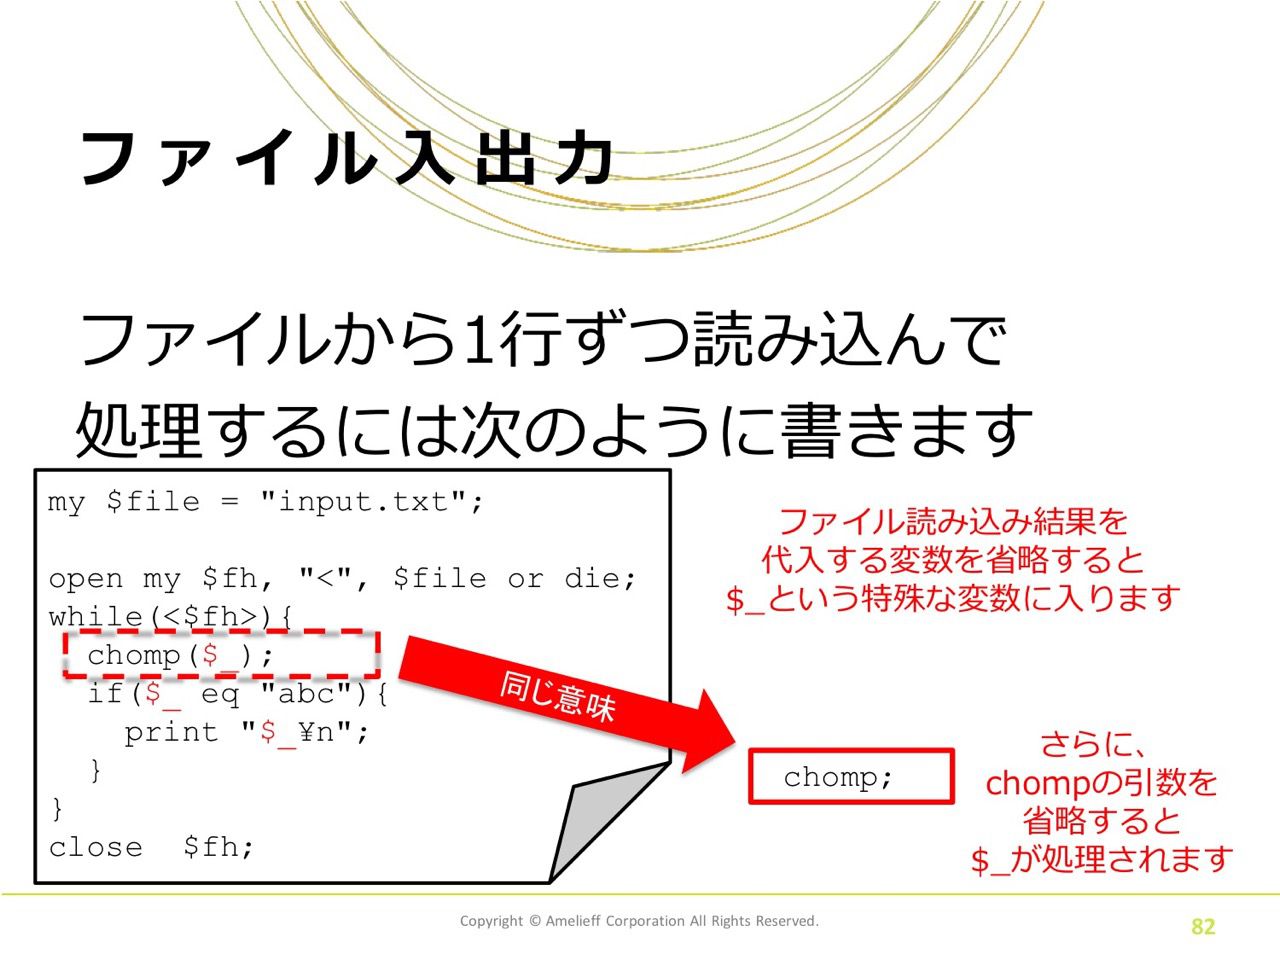 ファイル入出力
ファイルから1行ずつ読み込んで
処理するには次のように書きます
my $file = "input.txt";
open my $fh, "<", $file or die;
while(<$fh>){
chomp($_);
if($_ eq "abc"){
print "$_¥n";
}
}
close  $fh;
ファイル読み込み結果を
代入する変数を省略すると
$_という特殊な変数に入ります
同じ意味
chomp;
さらに、
chompの引数を
省略すると
$_が処理されます
Copyright © Amelieff Corporation All Rights Reserved.
82